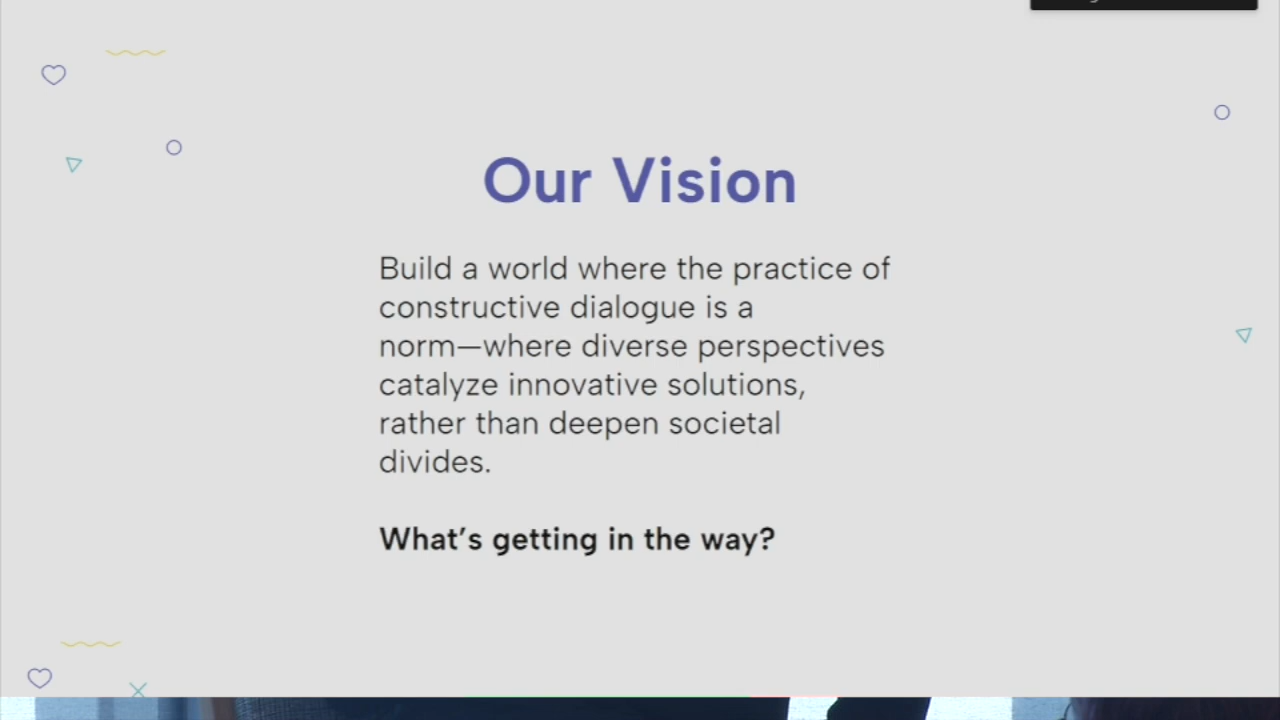 Our Vision
Build a world where the practice of
constructive dialogue is a
norm—where diverse perspectives
catalyze innovative solutions,
rather than deepen societal
divides.
What's getting in the way?